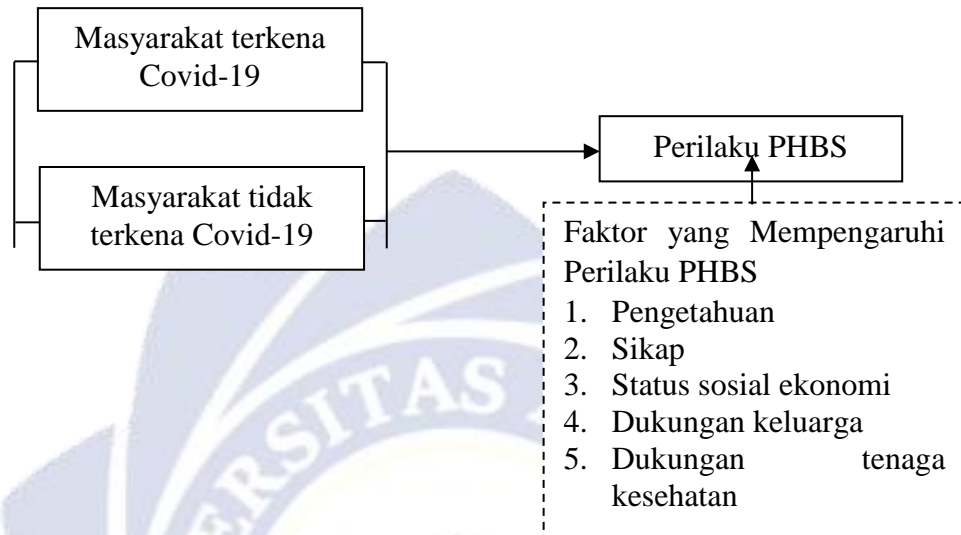 Masyarakat terkena
Covid-19
Perilaku PHBS
Masyarakat tidak
terkena Covid-19
Faktor yang Mempengaruhi
Perilaku PHBS
1. Pengetahuan
2. Sikap
3. Status sosial ekonomi
4. Dukungan keluarga
5. Dukungan tenaga
kesehatan
ERSITAS